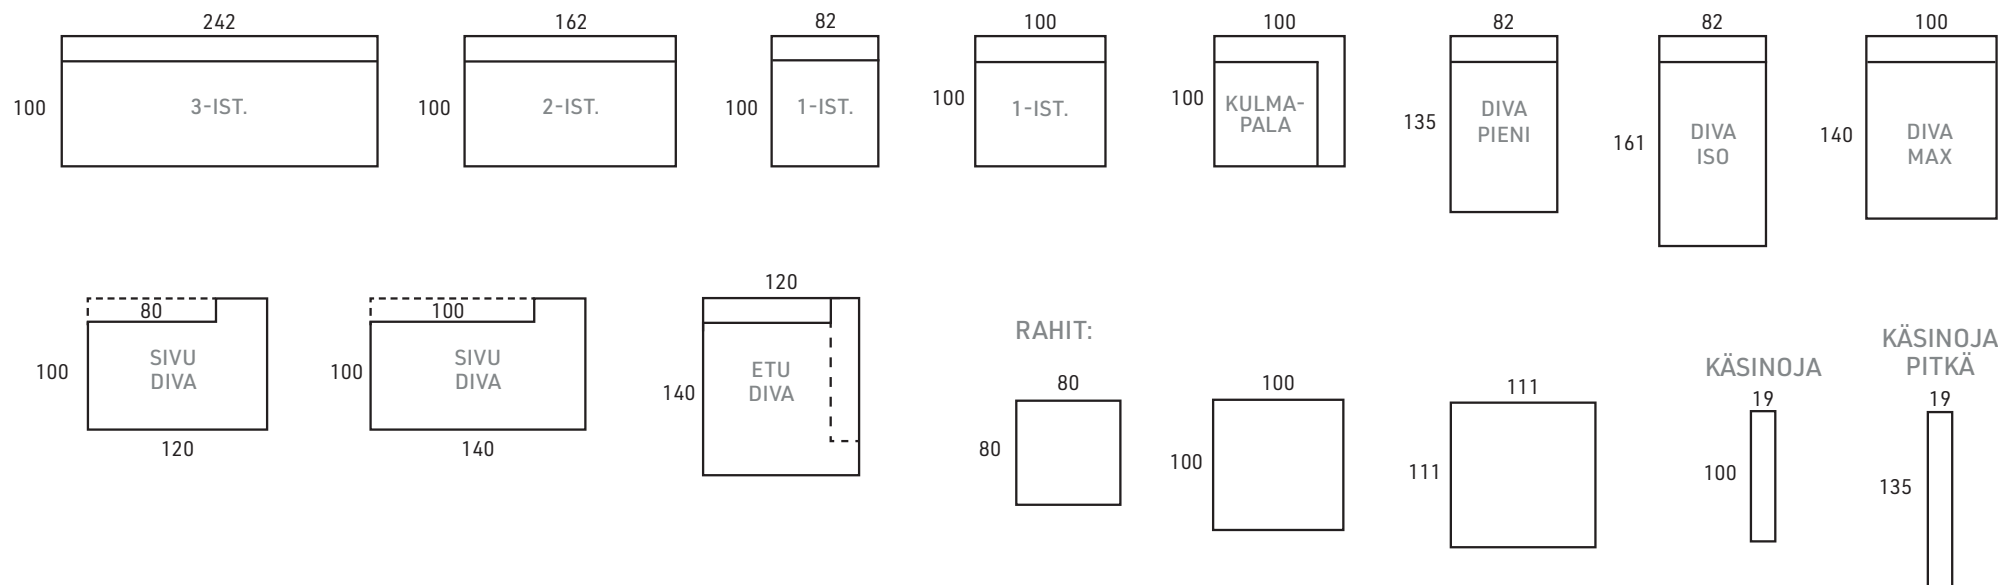 242
162
82
100
100
82
82
100
100
3-IST.
100
2-IST.
100
1-IST.
100
1-IST.
100
KULMA-
PALA
135
DIVA
PIENI
161
DIVA
ISO
140
DIVA
MAX
80
100
SIVU
DIVA
120
100
100
SIVU
DIVA
140
120
140
ETU
DIVA
RAHIT:
80
80
100
100
111
111
KÄSINOJA
19
100
KÄSINOJA
PITKÄ
19
135